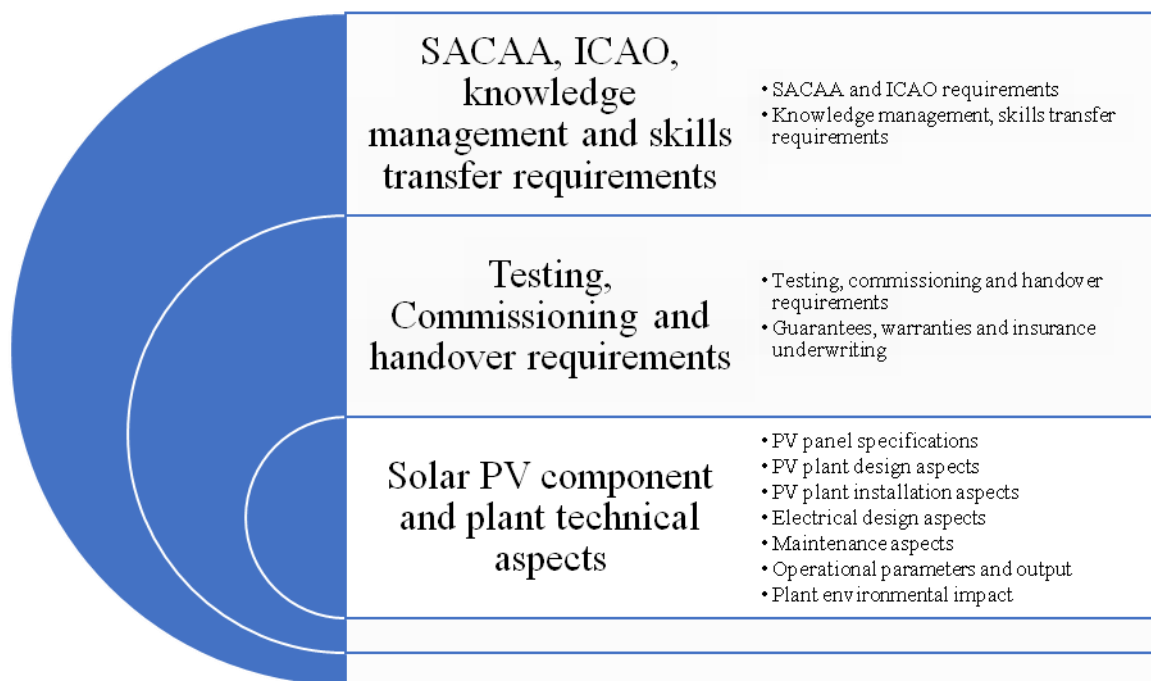 SACAA, ICAO,
knowledge
management and skills
transfer requirements
• SACAA and ICAO requirements
• Knowledge management, skills transfer
requirements
Testing,
Commissioning and
handover requirements
• Testing, commissioning and handover
requirements
• Guarantees, warranties and insurance
underwriting
Solar PV component
and plant technical
aspects
• PV panel specifications
• PV plant design aspects
• PV plant installation aspects
• Electrical design aspects
• Maintenance aspects
• Operational parameters and output
• Plant environmental impact